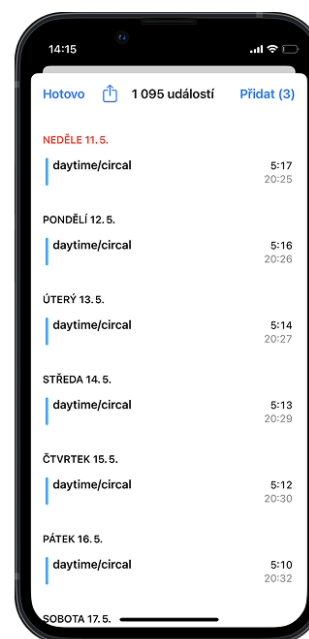 14:15
Hotovo 1 095 událostí Přidat (3)
NEDĚLE 11. 5.
daytime/circal 5:17
20:25
PONDĚLÍ 12. 5.
daytime/circal 5:16
20:26
ÚTERÝ 13. 5.
daytime/circal 5:14
20:27
STŘEDA 14. 5.
daytime/circal 5:13
20:29
ČTVRTEK 15. 5.
daytime/circal 5:12
20:30
PÁTEK 16. 5.
daytime/circal 5:10
20:32
SOBOTA 17. 5.